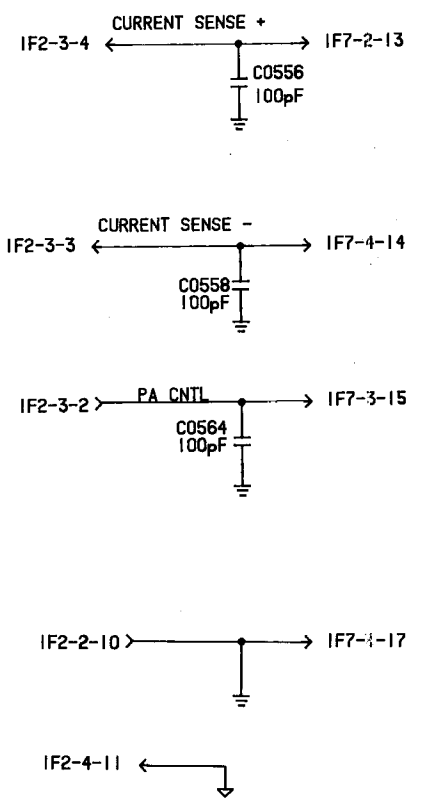 CURRENT SENSE +
IF2-3-4
IF7-2-13
C0556
100pF
CURRENT SENSE -
IF2-3-3
IF7-4-14
C0558
100pF
PA CNTL
IF2-3-2
IF7-3-15
C0564
100pF
IF2-2-10
IF2-4-11